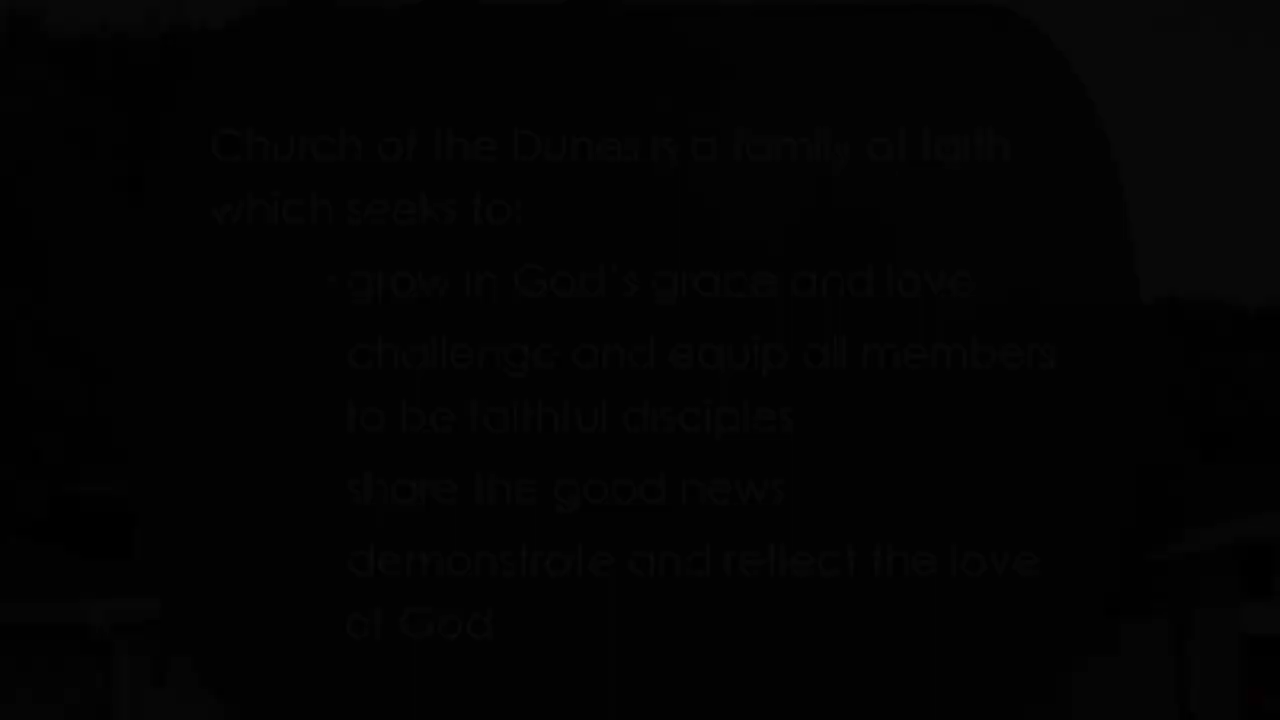 Church of the Dunes is a family of faith
which seeks to:
· grow in God's grace and love
challenge and equip all members
to be faithful disciples
share the good news
demonstrate and reflect the love
of God